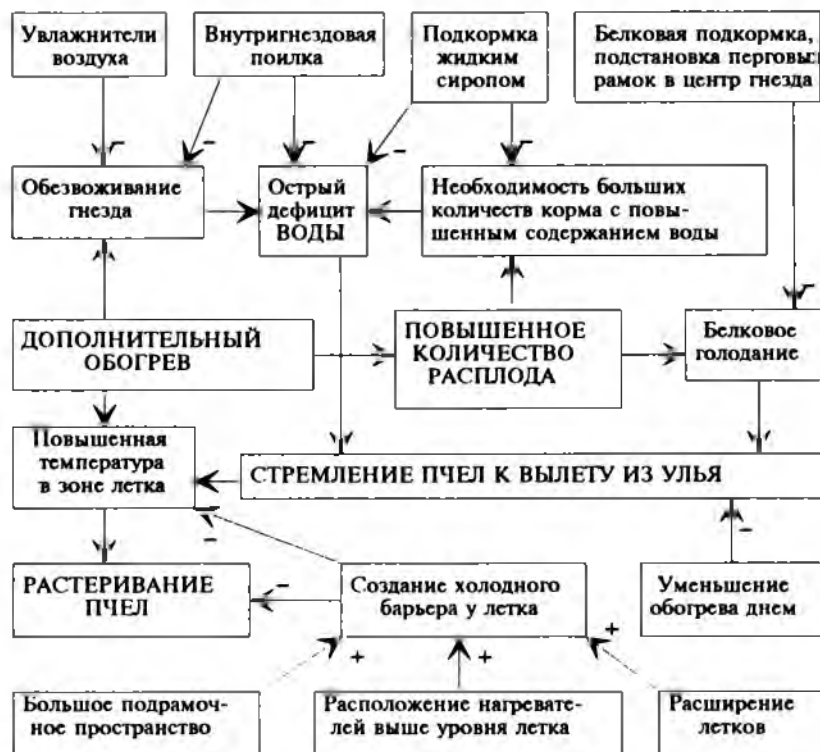 Увлажнители
воздуха
Внутригнездовая
поилка
Подкормка
жидким
сиропом
Белковая подкормка,
подстановка перговых
рамок в центр гнезда
Обезвоживание
гнезда
Острый
дефицит
ВОДЫ
Необходимость больших
количеств корма с повы-
шенным содержанием воды
ДОПОЛНИТЕЛЬНЫЙ
ОБОГРЕВ
ПОВЫШЕННОЕ
КОЛИЧЕСТВО
РАСПЛОДА
Белковое
голодание
Повышенная
температура
в зоне летка
СТРЕМЛЕНИЕ ПЧЕЛ К ВЫЛЕТУ ИЗ УЛЬЯ
РАСТЕРИВАНИЕ
ПЧЕЛ
Создание холодного
барьера у летка
Уменьшение
обогрева днем
Большое подрамоч-
ное пространство
Расположение нагревате-
лей выше уровня летка
Расширение
летков